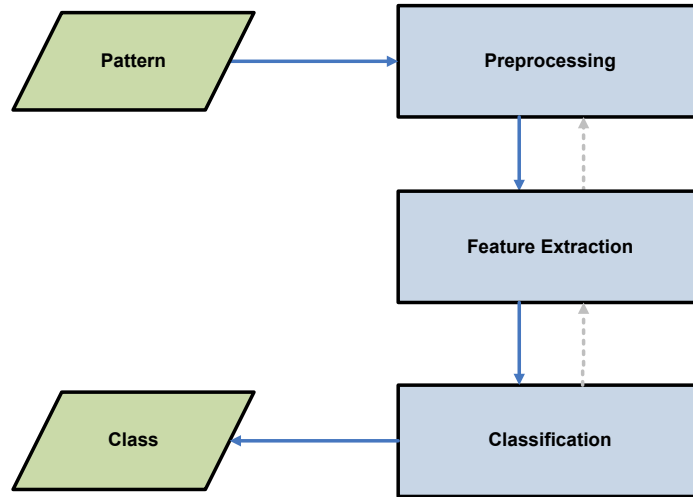 Pattern
Preprocessing
Feature Extraction
Class
Classification